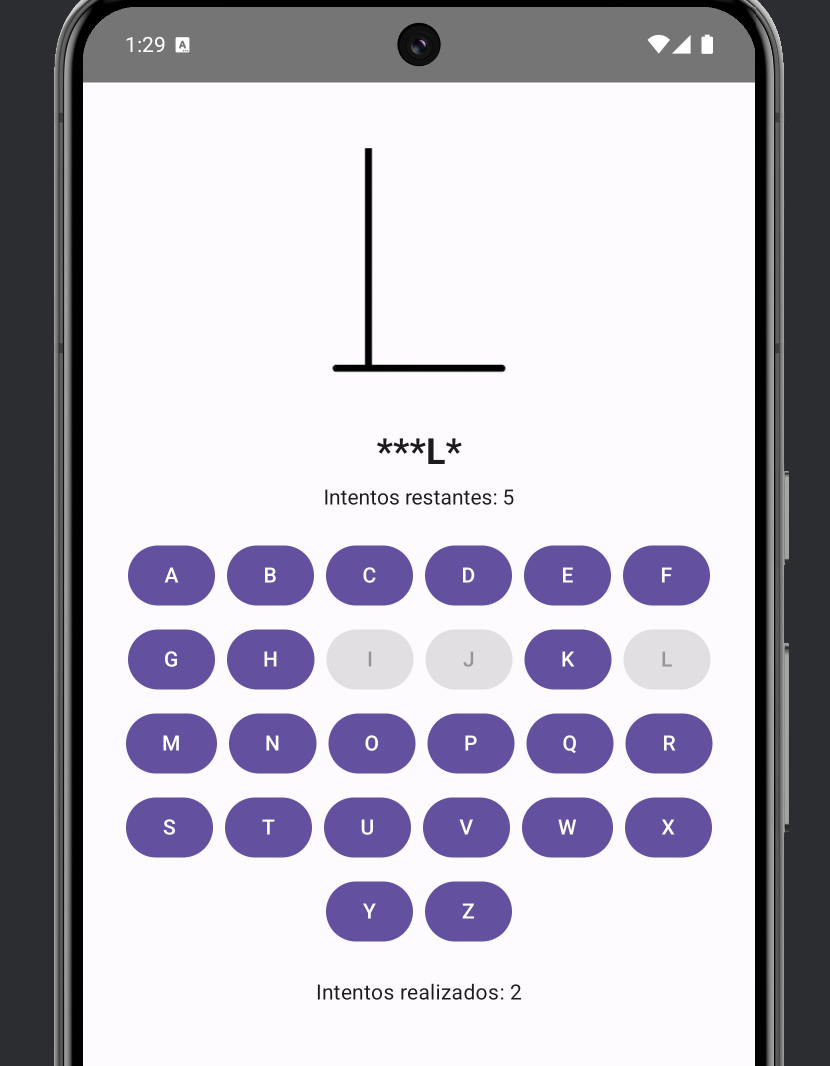 1:29 A
***L*
Intentos restantes: 5
A B C D E F
G H I J K L
M N O P Q R
S T U V W X
Y Z
Intentos realizados: 2